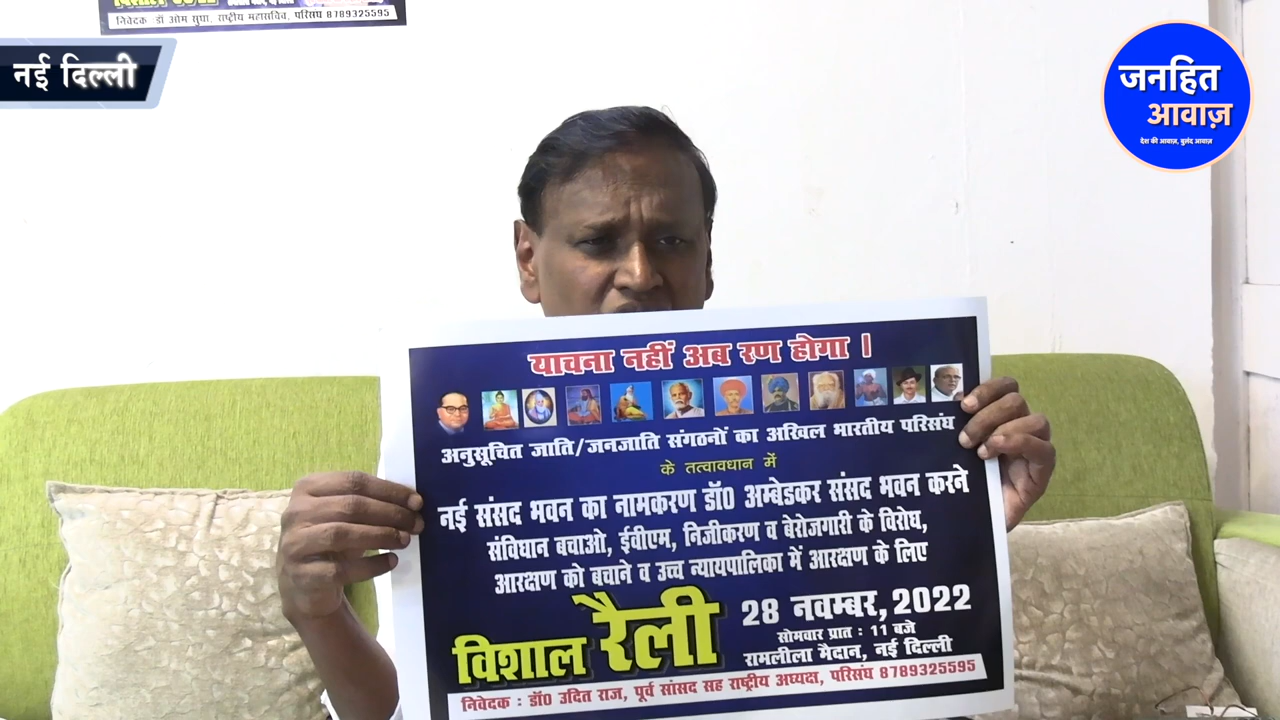 निवेदक डॉ ओम सुधा, राष्ट्रीय महासचिव, परिसंघ 8789325595
नई दिल्ली
जनहित
आवाज़
देश की आवाज़, बुलंद आवाज़
याचना नहीं अब रण होगा ।
अनुसूचित जाति/जनजाति संगठनों का अखिल भारतीय परिसंघ
के तत्वावधान में
नई संसद भवन का नामकरण डॉ0 अम्बेडकर संसद भवन करने
संविधान बचाओ, ईवीएम, निजीकरण व बेरोजगारी के विरोध,
आरक्षण को बचाने व उच्च न्यायपालिका में आरक्षण के लिए
विशाल रैली
28 नवम्बर, 2022
सोमवार प्रात : 11 बजे
रामलीला मैदान, नई दिल्ली
निवेदक : डॉ0 उदित राज, पूर्व सांसद सह राष्ट्रीय अध्यक्ष, परिसंघ 8789325595